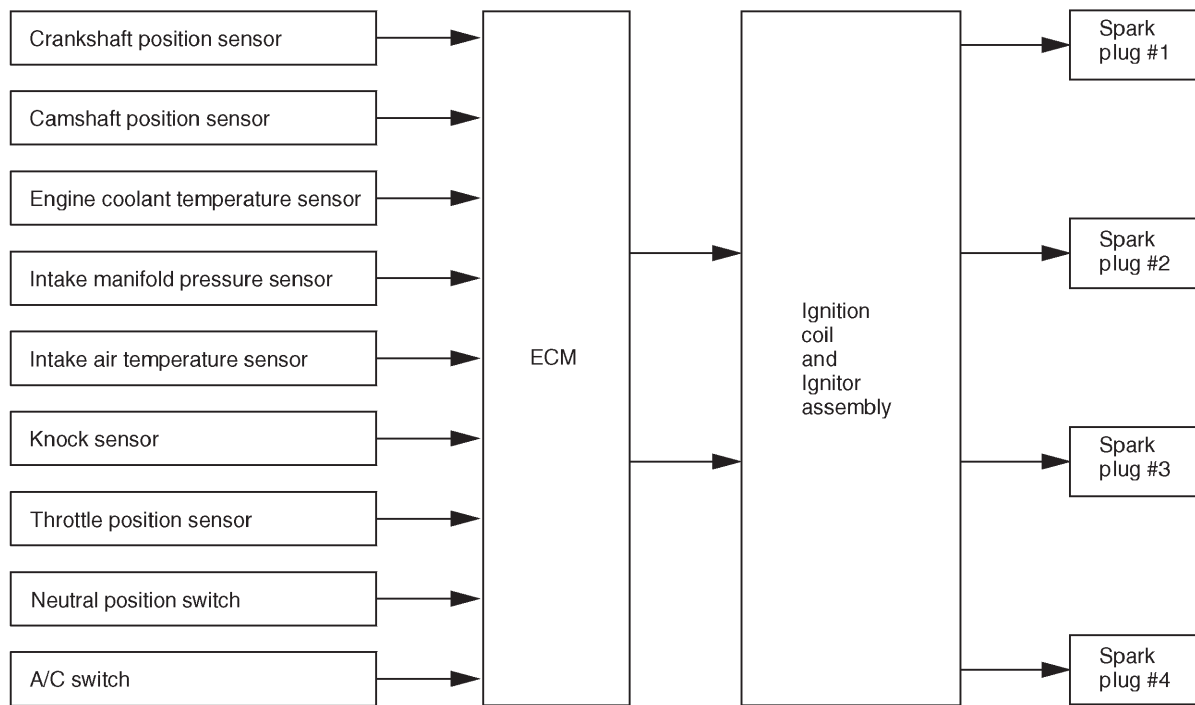 Crankshaft position sensor
Camshaft position sensor
Engine coolant temperature sensor
Intake manifold pressure sensor
Intake air temperature sensor
Knock sensor
Throttle position sensor
Neutral position switch
A/C switch
ECM
Ignition
coil
and
Ignitor
assembly
Spark
plug #1
Spark
plug #2
Spark
plug #3
Spark
plug #4